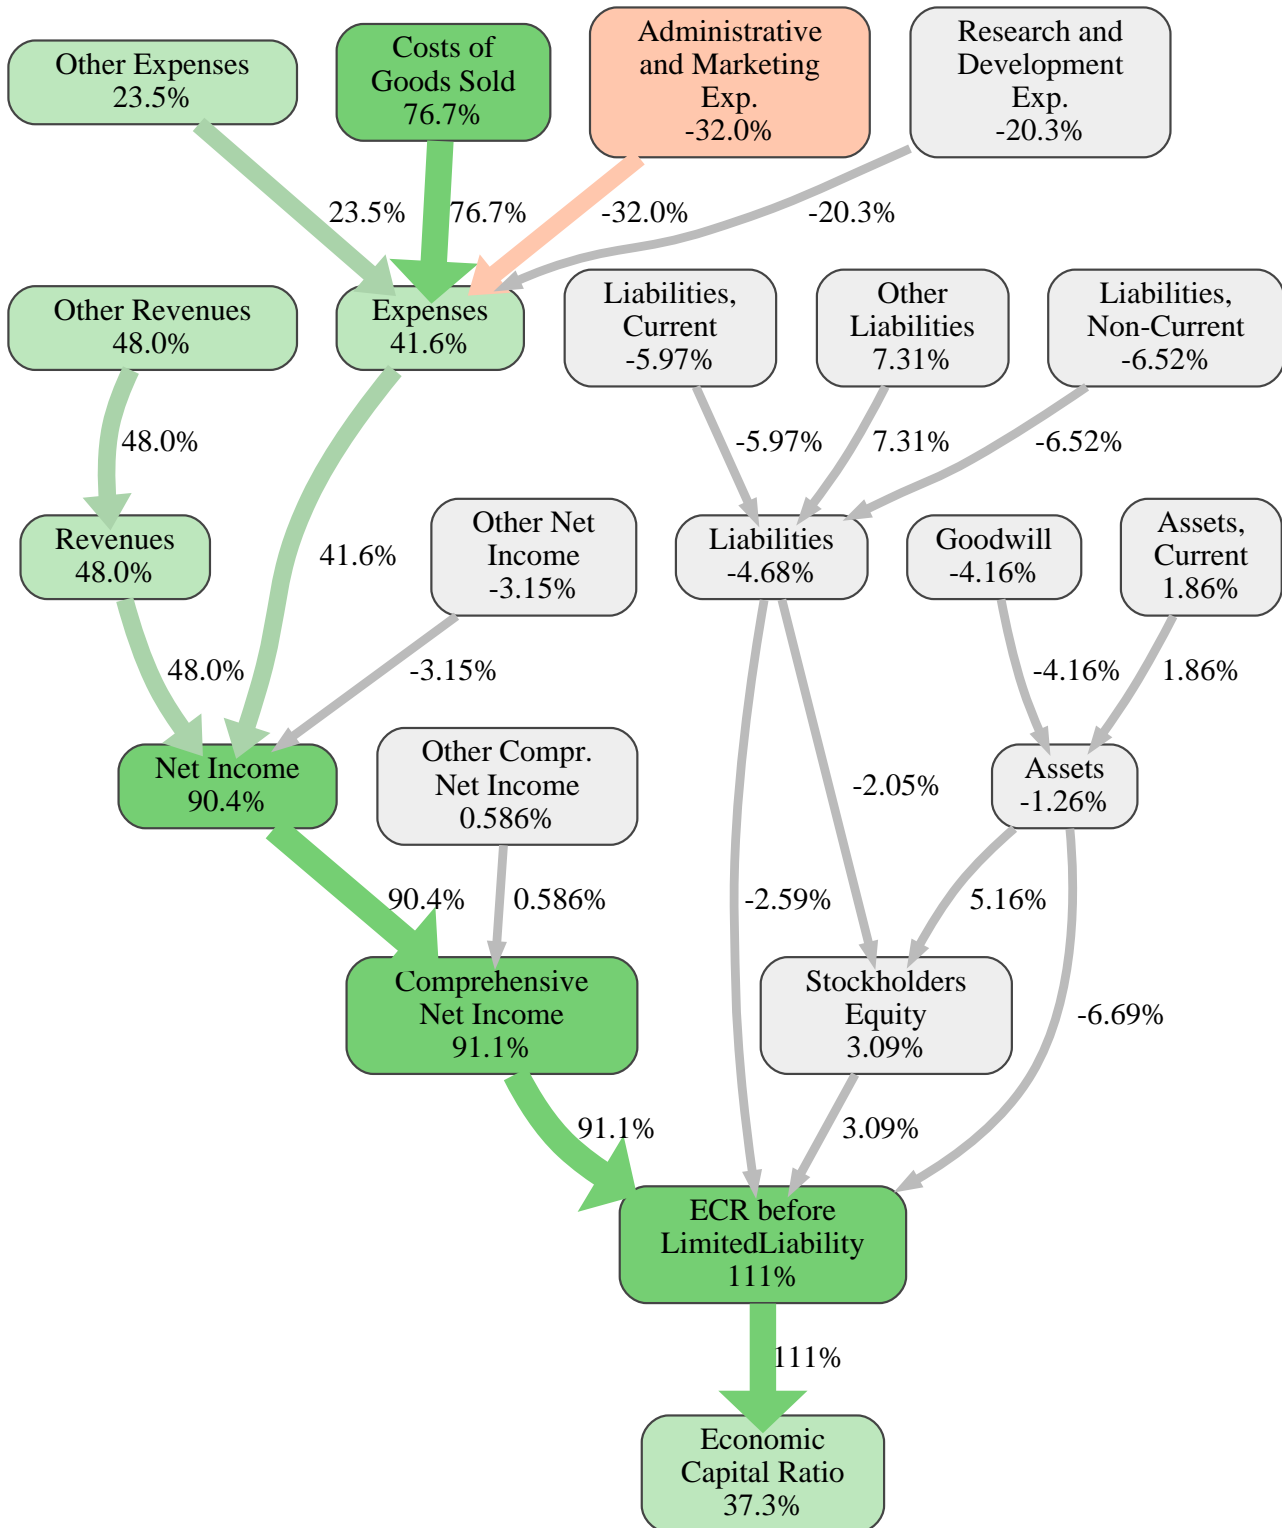 Other Expenses
23.5%
Costs of
Goods Sold
76.7%
Administrative
and Marketing
Exp.
-32.0%
Research and
Development
Exp.
-20.3%
23.5%
76.7%
-32.0%
-20.3%
Other Revenues
48.0%
Expenses
41.6%
Liabilities,
Current
-5.97%
Other
Liabilities
7.31%
Liabilities,
Non-Current
-6.52%
48.0%
-5.97%
7.31%
-6.52%
Revenues
48.0%
41.6%
Other Net
Income
-3.15%
Liabilities
-4.68%
Goodwill
-4.16%
Assets,
Current
1.86%
48.0%
-3.15%
-4.16%
1.86%
Net Income
90.4%
Other Compr.
Net Income
0.586%
-2.05%
Assets
-1.26%
90.4%
0.586%
-2.59%
5.16%
-6.69%
Comprehensive
Net Income
91.1%
Stockholders
Equity
3.09%
91.1%
3.09%
ECR before
LimitedLiability
111%
111%
Economic
Capital Ratio
37.3%